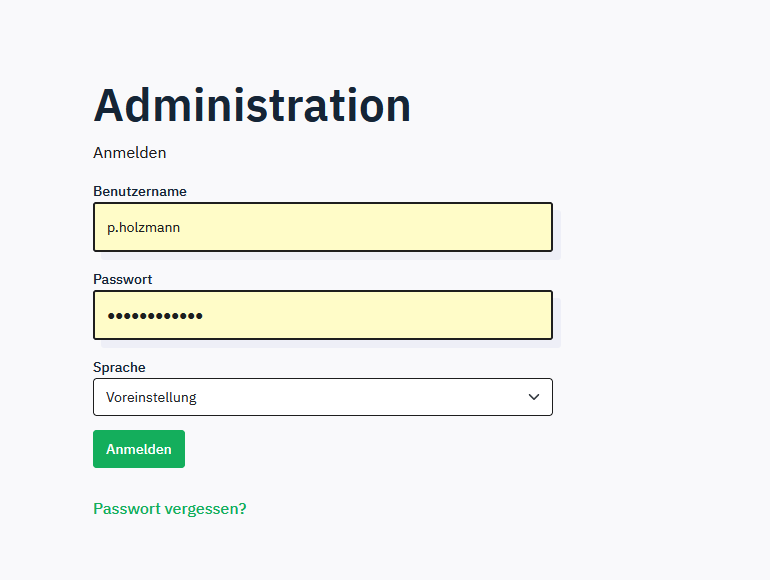 Administration
Anmelden
Benutzername
p.holzmann
Passwort
••••••••••••
Sprache
Voreinstellung
Anmelden
Passwort vergessen?